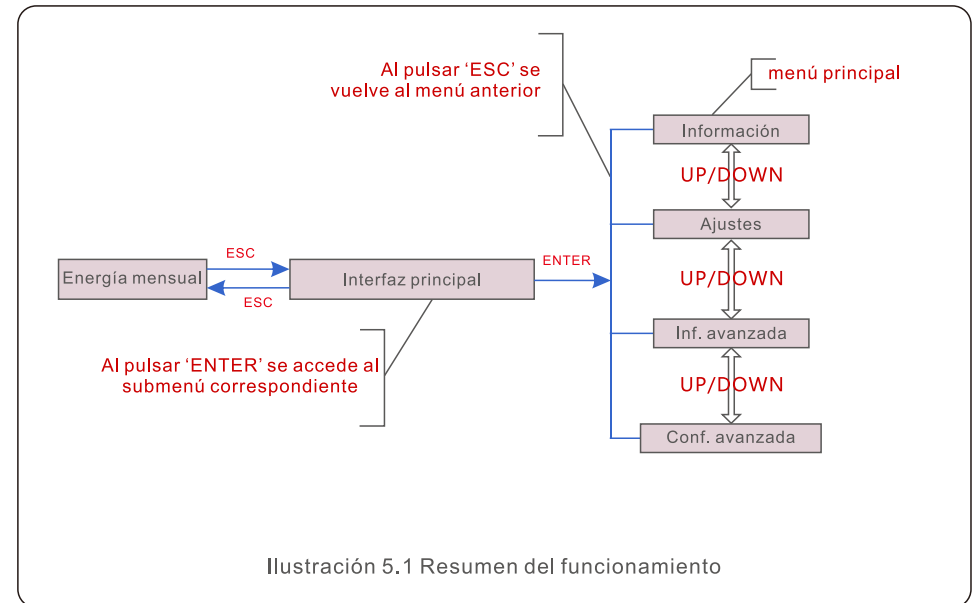 Al pulsar ‘ESC’ se
vuelve al menú anterior
menú principal
Información
UP/DOWN
Ajustes
ESC
Energía mensual
Interfaz principal
ENTER
UP/DOWN
ESC
Inf. avanzada
Al pulsar ‘ENTER’ se accede al
submenú correspondiente
UP/DOWN
Conf. avanzada
Ilustración 5.1 Resumen del funcionamiento